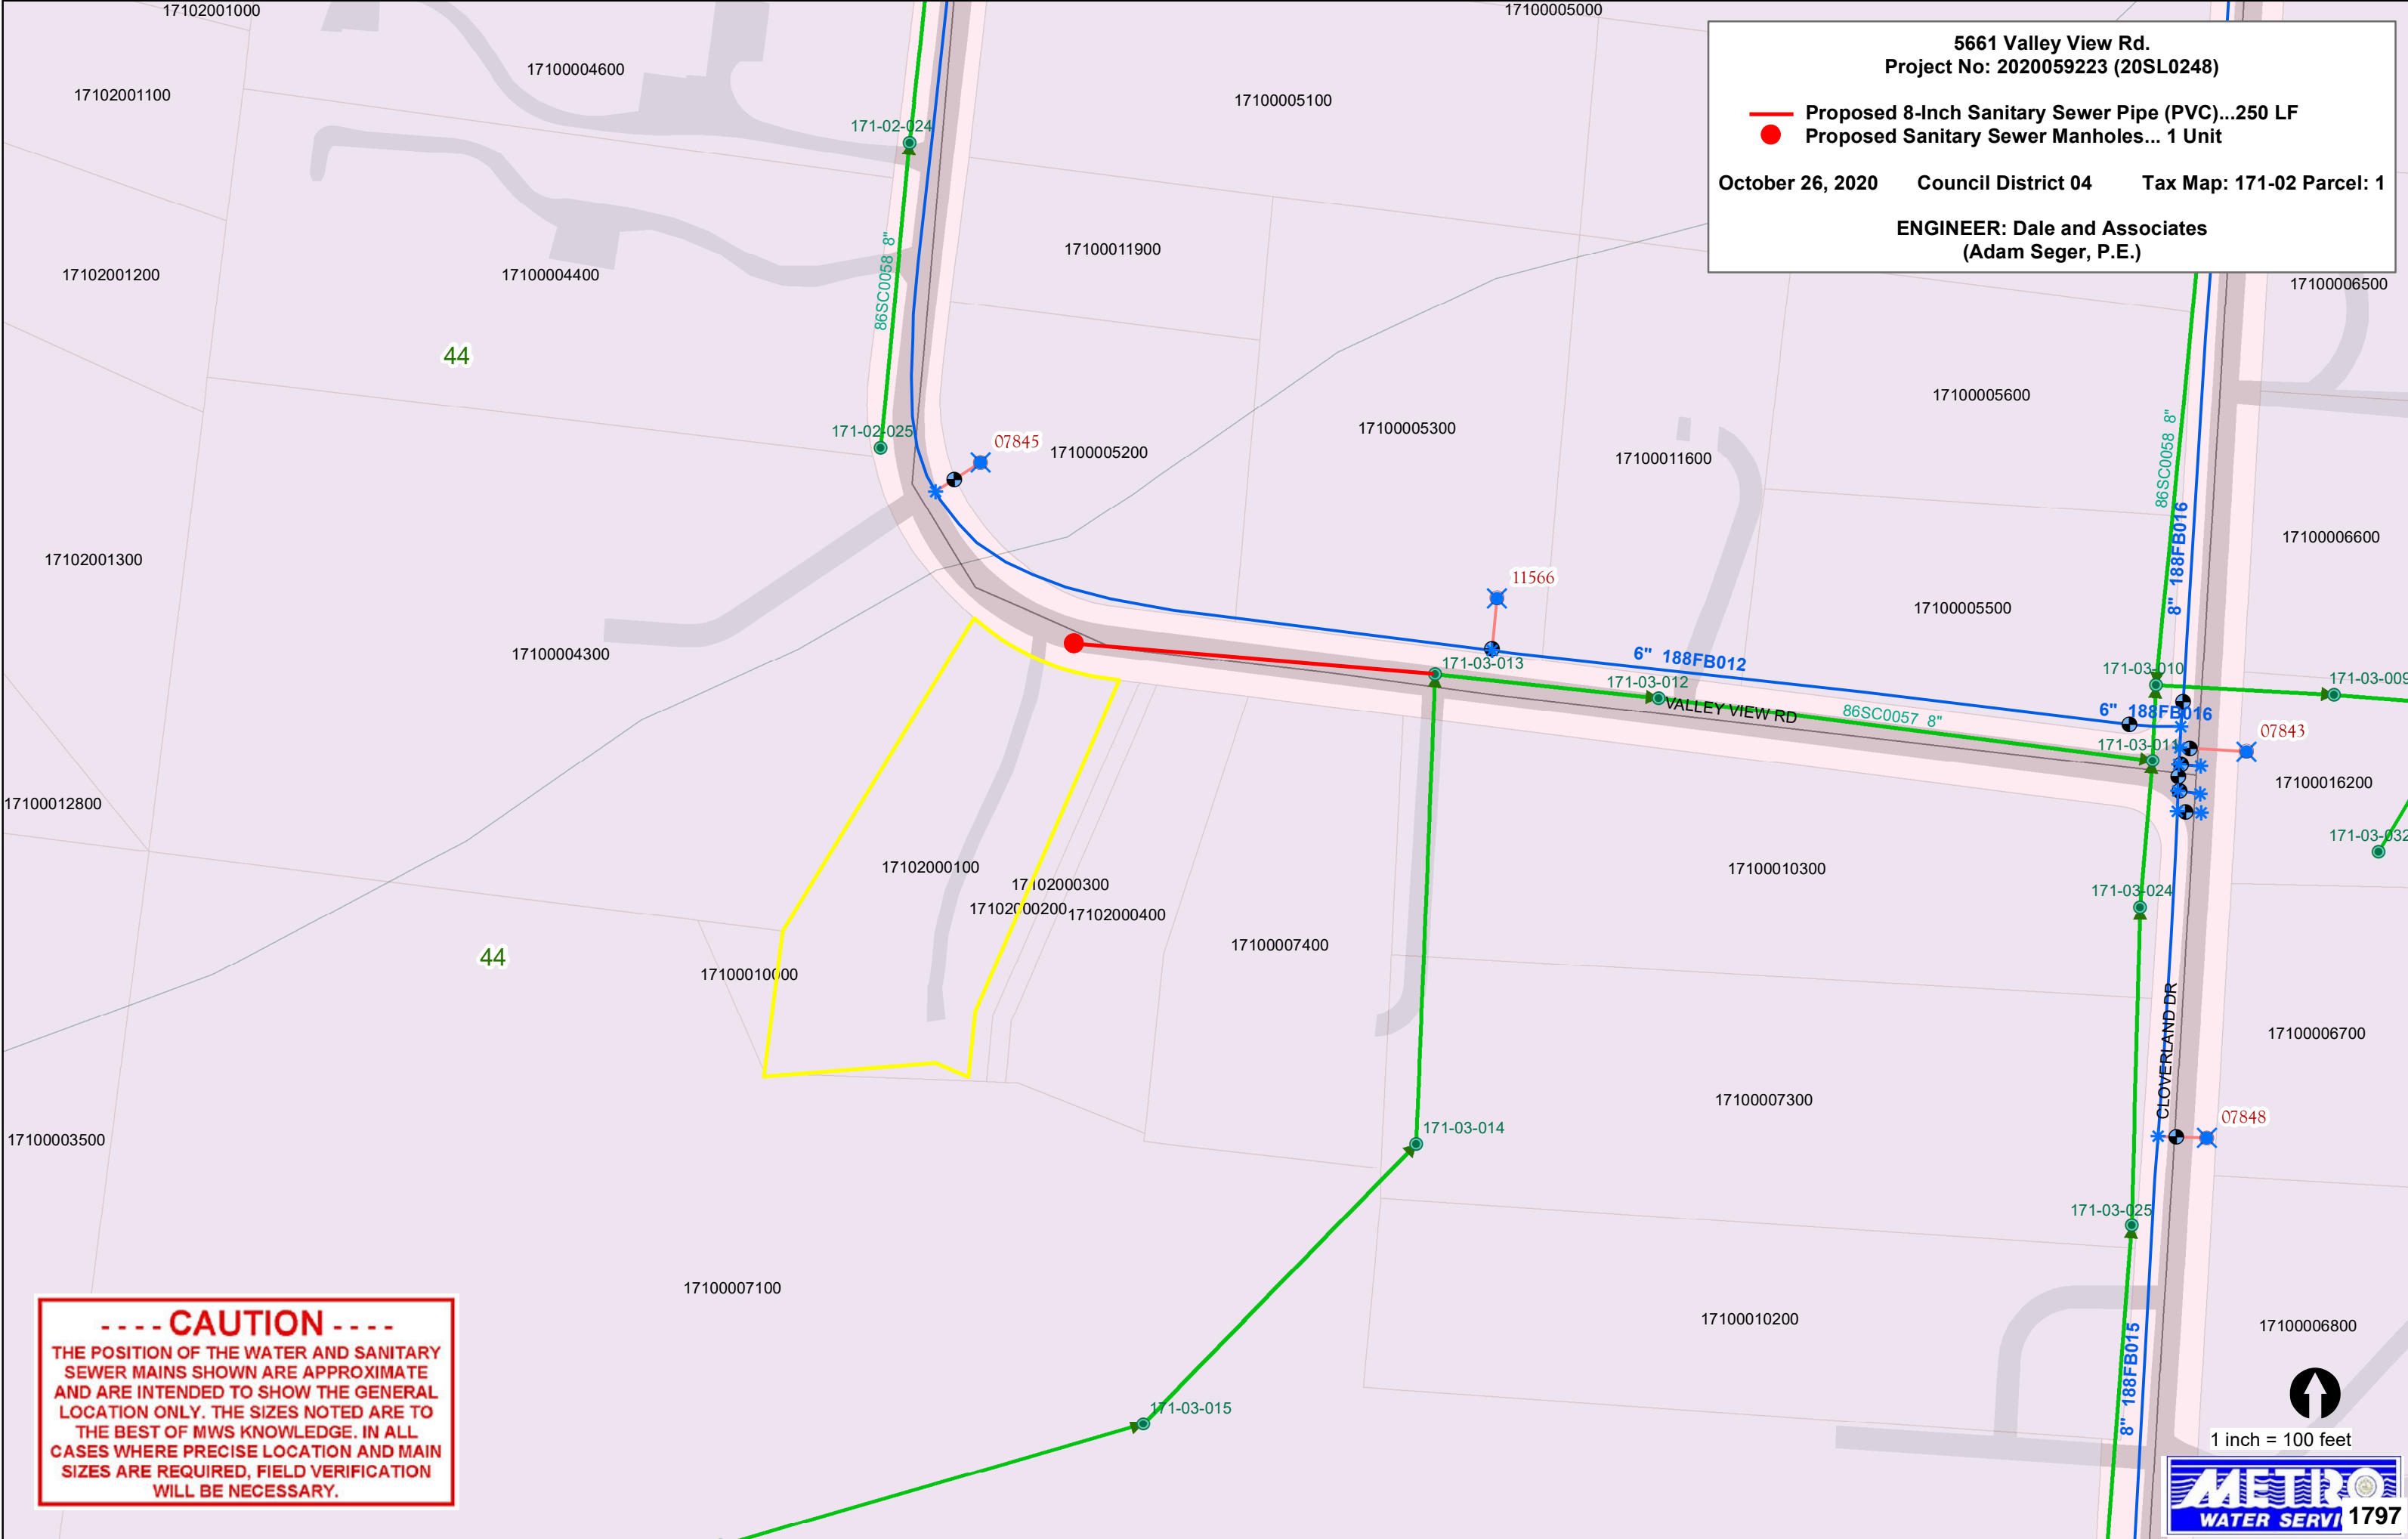 17102001000
17100005000
5661 Valley View Rd.
Project No: 2020059223 (20SL0248)
Proposed 8-Inch Sanitary Sewer Pipe (PVC)...250 LF
Proposed Sanitary Sewer Manholes... 1 Unit
October 26, 2020 Council District 04 Tax Map: 171-02 Parcel: 1
ENGINEER: Dale and Associates
(Adam Seger, P.E.)
17100004600
17102001100
17100005100
171-02-024
17100011900
17102001200
17100004400
86SC0058 8"
17100006500
44
17100005600
171-02-025
07845
17100005200
17100005300
17100011600
86SC0058 8"
8" 188FB016
17102001300
17100006600
11566
17100005500
17100004300
171-03-013
6" 188FB012
171-03-012
VALLEY VIEW RD
86SC0057 8"
171-03-010
171-03-009
6" 188FB016
171-03-011
07843
17100016200
17100012800
171-03-032
17102000100
17102000300
17102000200
17102000400
17100010300
171-03-024
17100007400
44
17100010000
CLOVERLAND DR
17100006700
17100007300
07848
171-03-014
17100003500
171-03-025
17100007100
17100010200
17100006800
8" 188FB015
171-03-015
- - - - CAUTION - - - -
THE POSITION OF THE WATER AND SANITARY
SEWER MAINS SHOWN ARE APPROXIMATE
AND ARE INTENDED TO SHOW THE GENERAL
LOCATION ONLY. THE SIZES NOTED ARE TO
THE BEST OF MWS KNOWLEDGE. IN ALL
CASES WHERE PRECISE LOCATION AND MAIN
SIZES ARE REQUIRED, FIELD VERIFICATION
WILL BE NECESSARY.
1 inch = 100 feet
METRO
WATER SERVI
1797